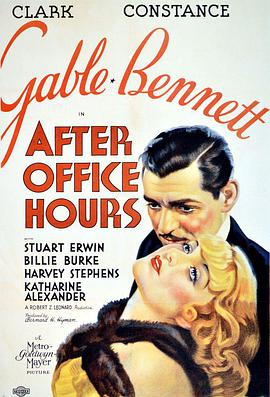 CLARK CONSTANCE
Gable * Bennett
IN
AFTER
OFFICE
HOURS
WITH
STUART ERWIN
BILLIE BURKE
HARVEY STEPHENS
KATHARINE
ALEXANDER
A ROBERT Z. LEONARD Production
Produced by
Bernard H. Hyman
A
Metro-
Goldwyn-
Mayer
PICTURE